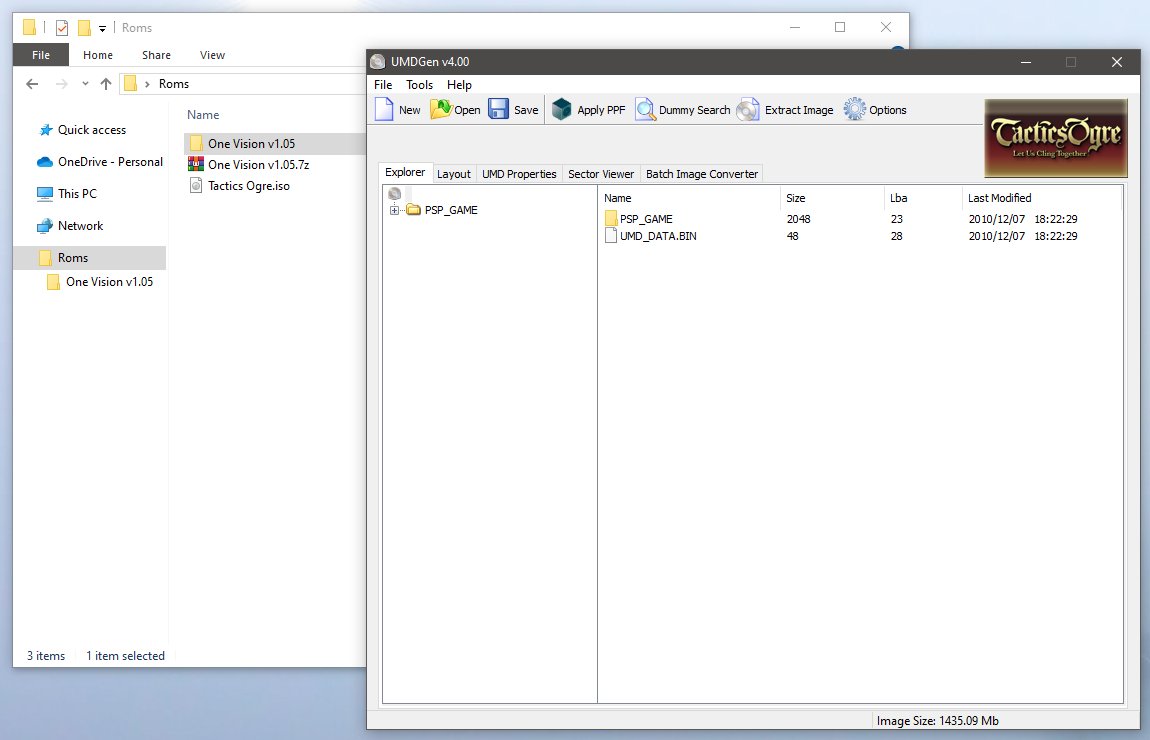 Roms
File Home Share View
Roms
Name
Quick access
OneDrive - Personal
This PC
Network
Roms
One Vision v1.05
One Vision v1.05
One Vision v1.05.7z
Tactics Ogre.iso
3 items 1 item selected
UMDGen v4.00
File Tools Help
New Open Save Apply PPF Dummy Search Extract Image Options
Tactics Ogre
Let Us Cling Together
Explorer Layout UMD Properties Sector Viewer Batch Image Converter
PSP_GAME
Name Size Lba Last Modified
PSP_GAME 2048 23 2010/12/07 18:22:29
UMD_DATA.BIN 48 28 2010/12/07 18:22:29
Image Size: 1435.09 Mb